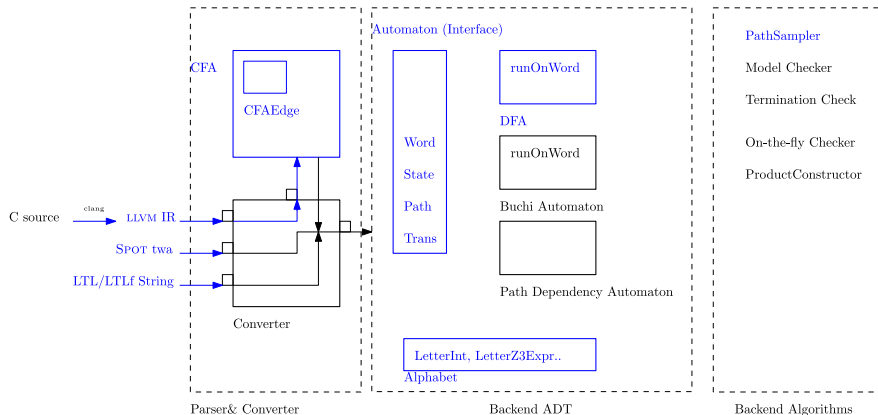 Automaton (Interface)
PathSampler
CFA
runOnWord
Model Checker
CFAEdge
Termination Check
DFA
Word
runOnWord
On-the-fly Checker
State
ProductConstructor
Path
Buchi Automaton
clang
C source
LLVM IR
Trans
SPOT twa
LTL/LTLf String
Path Dependency Automaton
Converter
LetterInt, LetterZ3Expr..
Alphabet
Parser& Converter
Backend ADT
Backend Algorithms